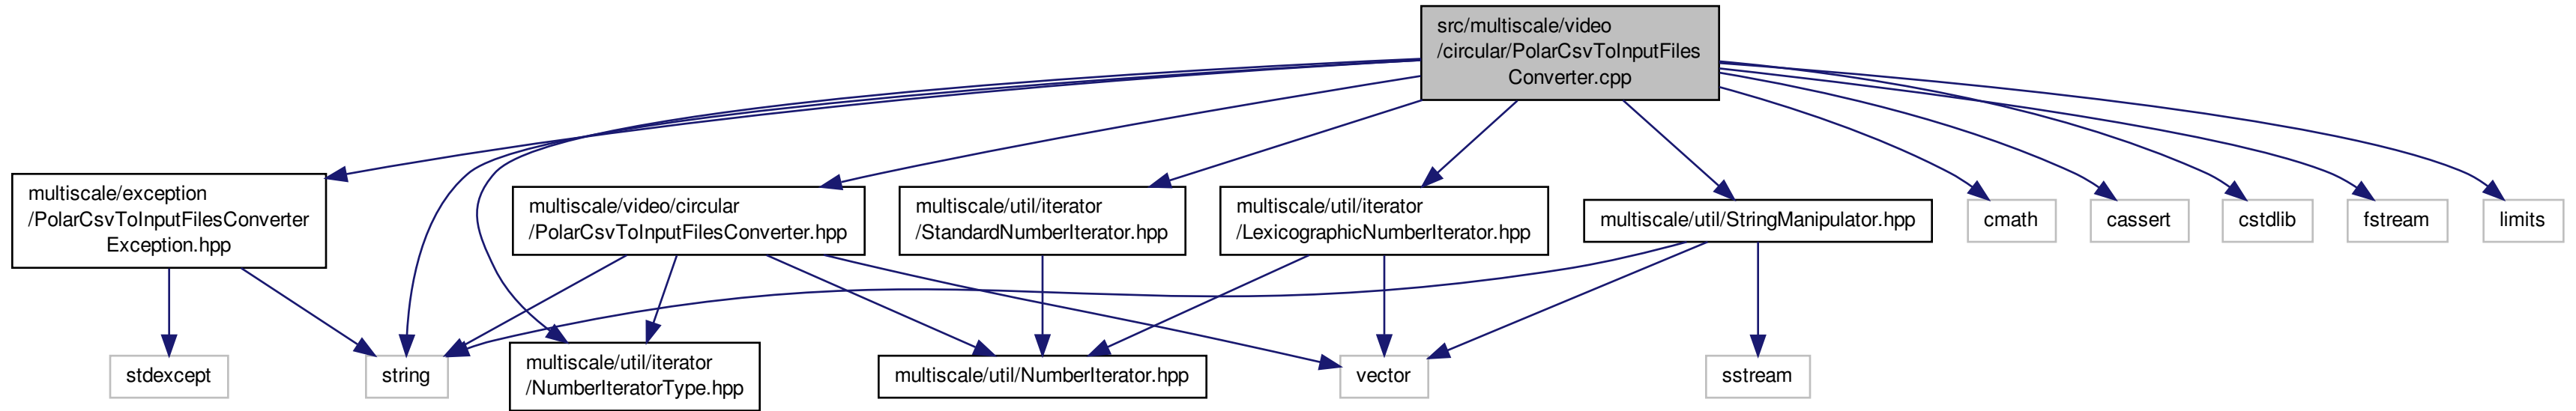 src/multiscale/video
/circular/PolarCsvToInputFiles
Converter.cpp
multiscale/exception
/PolarCsvToInputFilesConverter
Exception.hpp
multiscale/video/circular
/PolarCsvToInputFilesConverter.hpp
multiscale/util/iterator
/StandardNumberIterator.hpp
multiscale/util/iterator
/LexicographicNumberIterator.hpp
multiscale/util/StringManipulator.hpp
cmath
cassert
cstdlib
fstream
limits
stdexcept
string
multiscale/util/iterator
/NumberIteratorType.hpp
multiscale/util/NumberIterator.hpp
vector
sstream